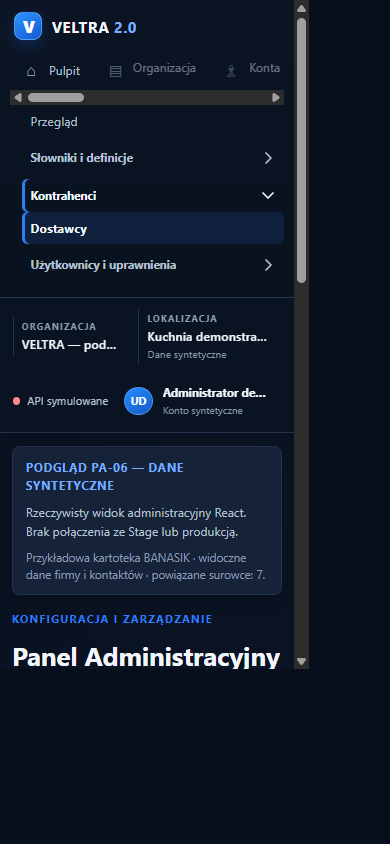 V VELTRA 2.0
Pulpit Organizacja Konta
Przegląd
Słowniki i definicje
Kontrahenci
Dostawcy
Użytkownicy i uprawnienia
ORGANIZACJA
VELTRA — pod...
LOKALIZACJA
Kuchnia demonstra...
Dane syntetyczne
API symulowane
UD
Administrator de...
Konto syntetyczne
PODGLĄD PA-06 — DANE
SYNTETYCZNE
Rzeczywisty widok administracyjny React.
Brak połączenia ze Stage lub produkcją.
Przykładowa kartoteka BANASIK · widoczne
dane firmy i kontaktów · powiązane surowce: 7.
KONFIGURACJA I ZARZĄDZANIE
Panel Administracyjny